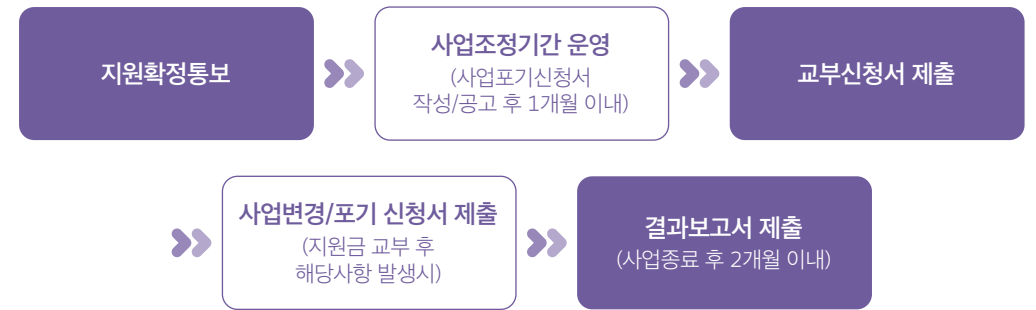 지원확정통보
사업조정기간 운영
(사업포기신청서
작성/공고 후 1개월 이내)
교부신청서 제출
사업변경/포기 신청서 제출
(지원금 교부 후
해당사항 발생시)
결과보고서 제출
(사업종료 후 2개월 이내)